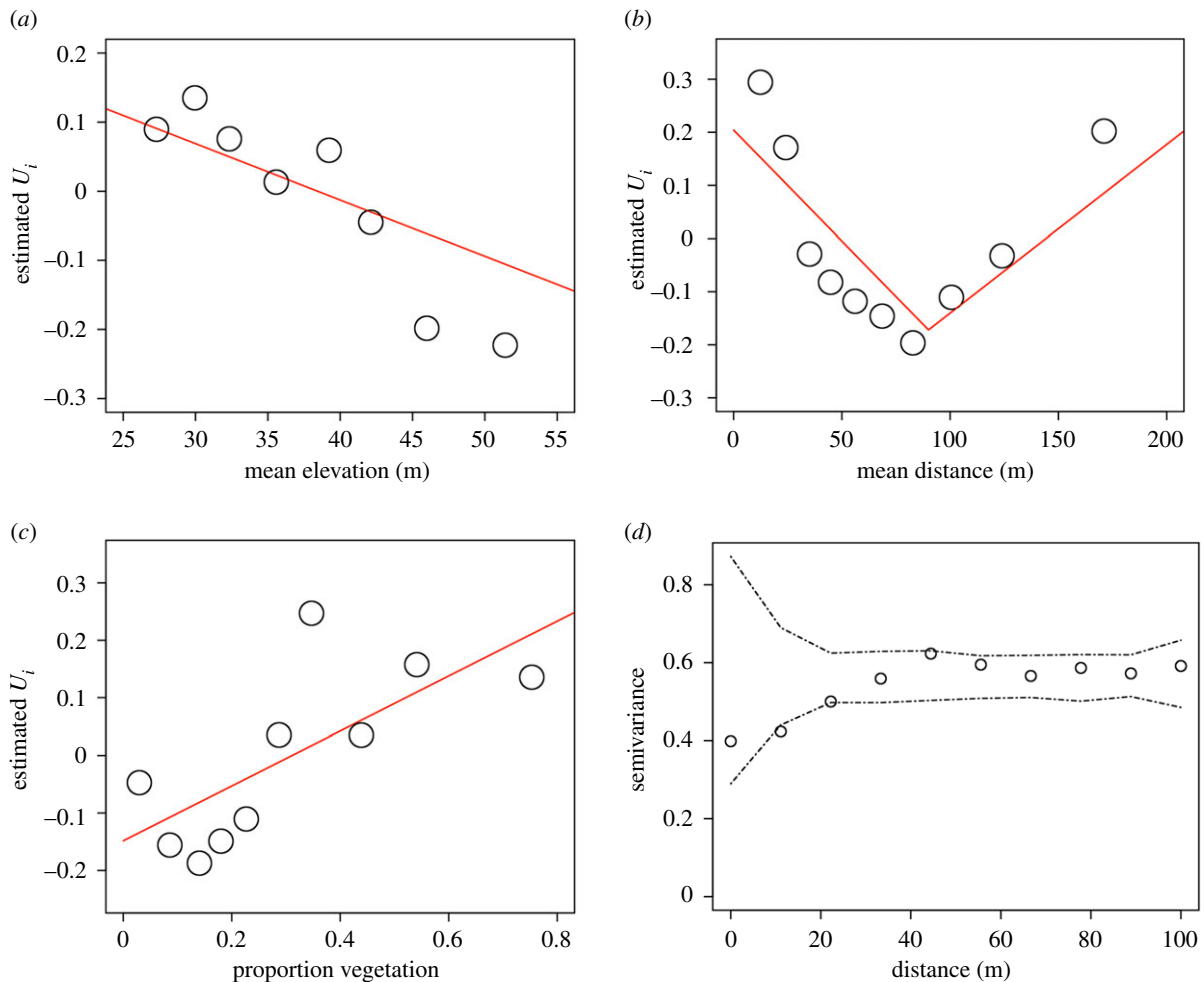 (a)
0.2
0.1
0
–0.1
–0.2
–0.3
estimated U_i
25 30 35 40 45 50 55
mean elevation (m)
(b)
0.3
0.2
0.1
0
–0.1
–0.2
–0.3
estimated U_i
0 50 100 150 200
mean distance (m)
(c)
0.3
0.2
0.1
0
–0.1
–0.2
estimated U_i
0 0.2 0.4 0.6 0.8
proportion vegetation
(d)
0.8
0.6
0.4
0.2
0
semivariance
0 20 40 60 80 100
distance (m)